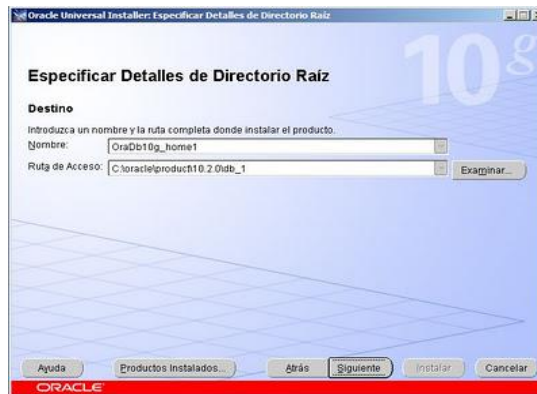 Oracle Universal Installer: Especificar Detalles de Directorio Raíz
10g
Especificar Detalles de Directorio Raíz
Destino
Introduzca un nombre y la ruta completa donde instalar el producto.
Nombre: OraDb10g_home1
Ruta de Acceso: C:\oracle\product\10.2.0\db_1 Examinar...
Ayuda Productos Instalados... Atrás Siguiente Instalar Cancelar
ORACLE